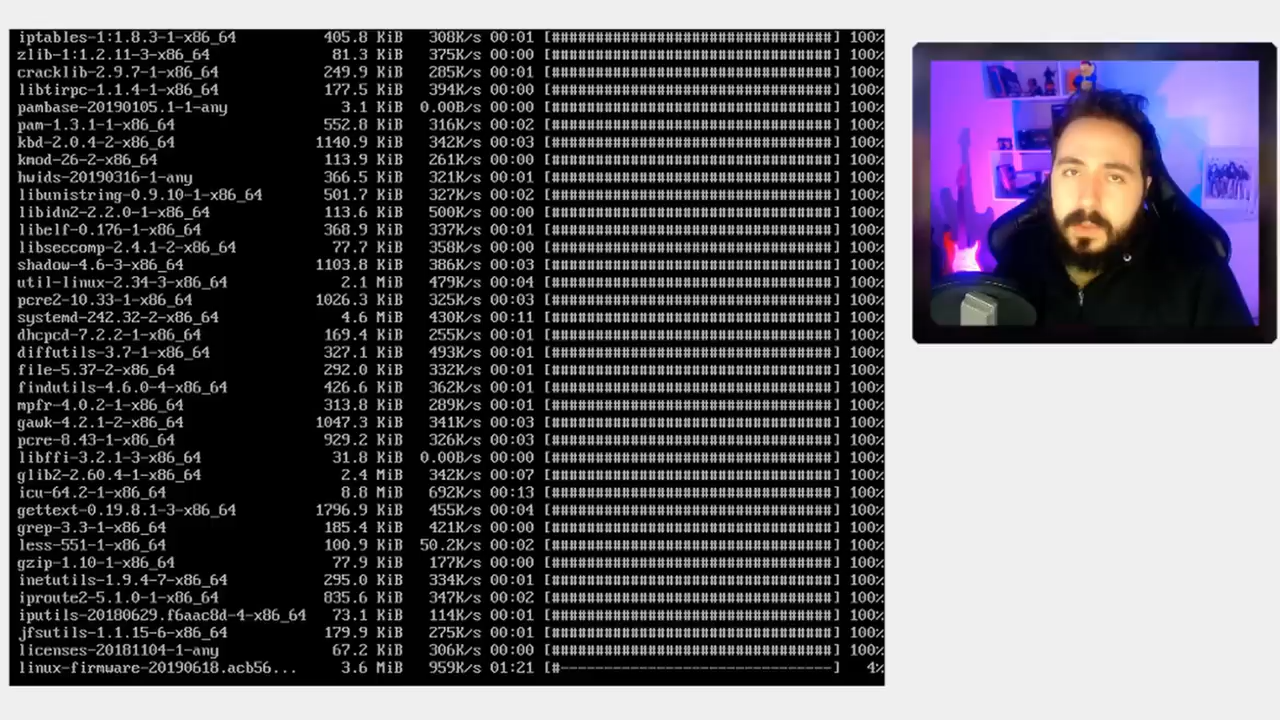 iptables-1:1.8.3-1-x86_64 405.8 KiB 308K/s 00:01 [################################] 100%
zlib-1:1.2.11-3-x86_64 81.3 KiB 375K/s 00:00 [################################] 100%
cracklib-2.9.7-1-x86_64 249.9 KiB 285K/s 00:01 [################################] 100%
libtirpc-1.1.4-1-x86_64 177.5 KiB 394K/s 00:00 [################################] 100%
pambase-20190105.1-1-any 3.1 KiB 0.00B/s 00:00 [################################] 100%
pam-1.3.1-1-x86_64 552.8 KiB 316K/s 00:02 [################################] 100%
kbd-2.0.4-2-x86_64 1140.9 KiB 342K/s 00:03 [################################] 100%
kmod-26-2-x86_64 113.9 KiB 261K/s 00:00 [################################] 100%
hwids-20190316-1-any 366.5 KiB 321K/s 00:01 [################################] 100%
libunistring-0.9.10-1-x86_64 501.7 KiB 327K/s 00:02 [################################] 100%
libidn2-2.2.0-1-x86_64 113.6 KiB 500K/s 00:00 [################################] 100%
libelf-0.176-1-x86_64 368.9 KiB 337K/s 00:01 [################################] 100%
libseccomp-2.4.1-2-x86_64 77.7 KiB 358K/s 00:00 [################################] 100%
shadow-4.6-3-x86_64 1103.8 KiB 386K/s 00:03 [################################] 100%
util-linux-2.34-3-x86_64 2.1 MiB 479K/s 00:04 [################################] 100%
pcre2-10.33-1-x86_64 1026.3 KiB 325K/s 00:03 [################################] 100%
systemd-242.32-2-x86_64 4.6 MiB 430K/s 00:11 [################################] 100%
dhcpcd-7.2.2-1-x86_64 169.4 KiB 255K/s 00:01 [################################] 100%
diffutils-3.7-1-x86_64 327.1 KiB 493K/s 00:01 [################################] 100%
file-5.37-2-x86_64 292.0 KiB 332K/s 00:01 [################################] 100%
findutils-4.6.0-4-x86_64 426.6 KiB 362K/s 00:01 [################################] 100%
mpfr-4.0.2-1-x86_64 313.8 KiB 289K/s 00:01 [################################] 100%
gawk-4.2.1-2-x86_64 1047.3 KiB 341K/s 00:03 [################################] 100%
pcre-8.43-1-x86_64 929.2 KiB 326K/s 00:03 [################################] 100%
libffi-3.2.1-3-x86_64 31.8 KiB 0.00B/s 00:00 [################################] 100%
glib2-2.60.4-1-x86_64 2.4 MiB 342K/s 00:07 [################################] 100%
icu-64.2-1-x86_64 8.8 MiB 692K/s 00:13 [################################] 100%
gettext-0.19.8.1-3-x86_64 1796.9 KiB 455K/s 00:04 [################################] 100%
grep-3.3-1-x86_64 185.4 KiB 421K/s 00:00 [################################] 100%
less-551-1-x86_64 100.9 KiB 50.2K/s 00:02 [################################] 100%
gzip-1.10-1-x86_64 77.9 KiB 177K/s 00:00 [################################] 100%
inetutils-1.9.4-7-x86_64 295.0 KiB 334K/s 00:01 [################################] 100%
iproute2-5.1.0-1-x86_64 835.6 KiB 347K/s 00:02 [################################] 100%
iputils-20180629.f6aac8d-4-x86_64 73.1 KiB 114K/s 00:01 [################################] 100%
jfsutils-1.1.15-6-x86_64 179.9 KiB 275K/s 00:01 [################################] 100%
licenses-20181104-1-any 67.2 KiB 306K/s 00:00 [################################] 100%
linux-firmware-20190618.acb56... 3.6 MiB 959K/s 01:21 [#-------------------------------] 4%